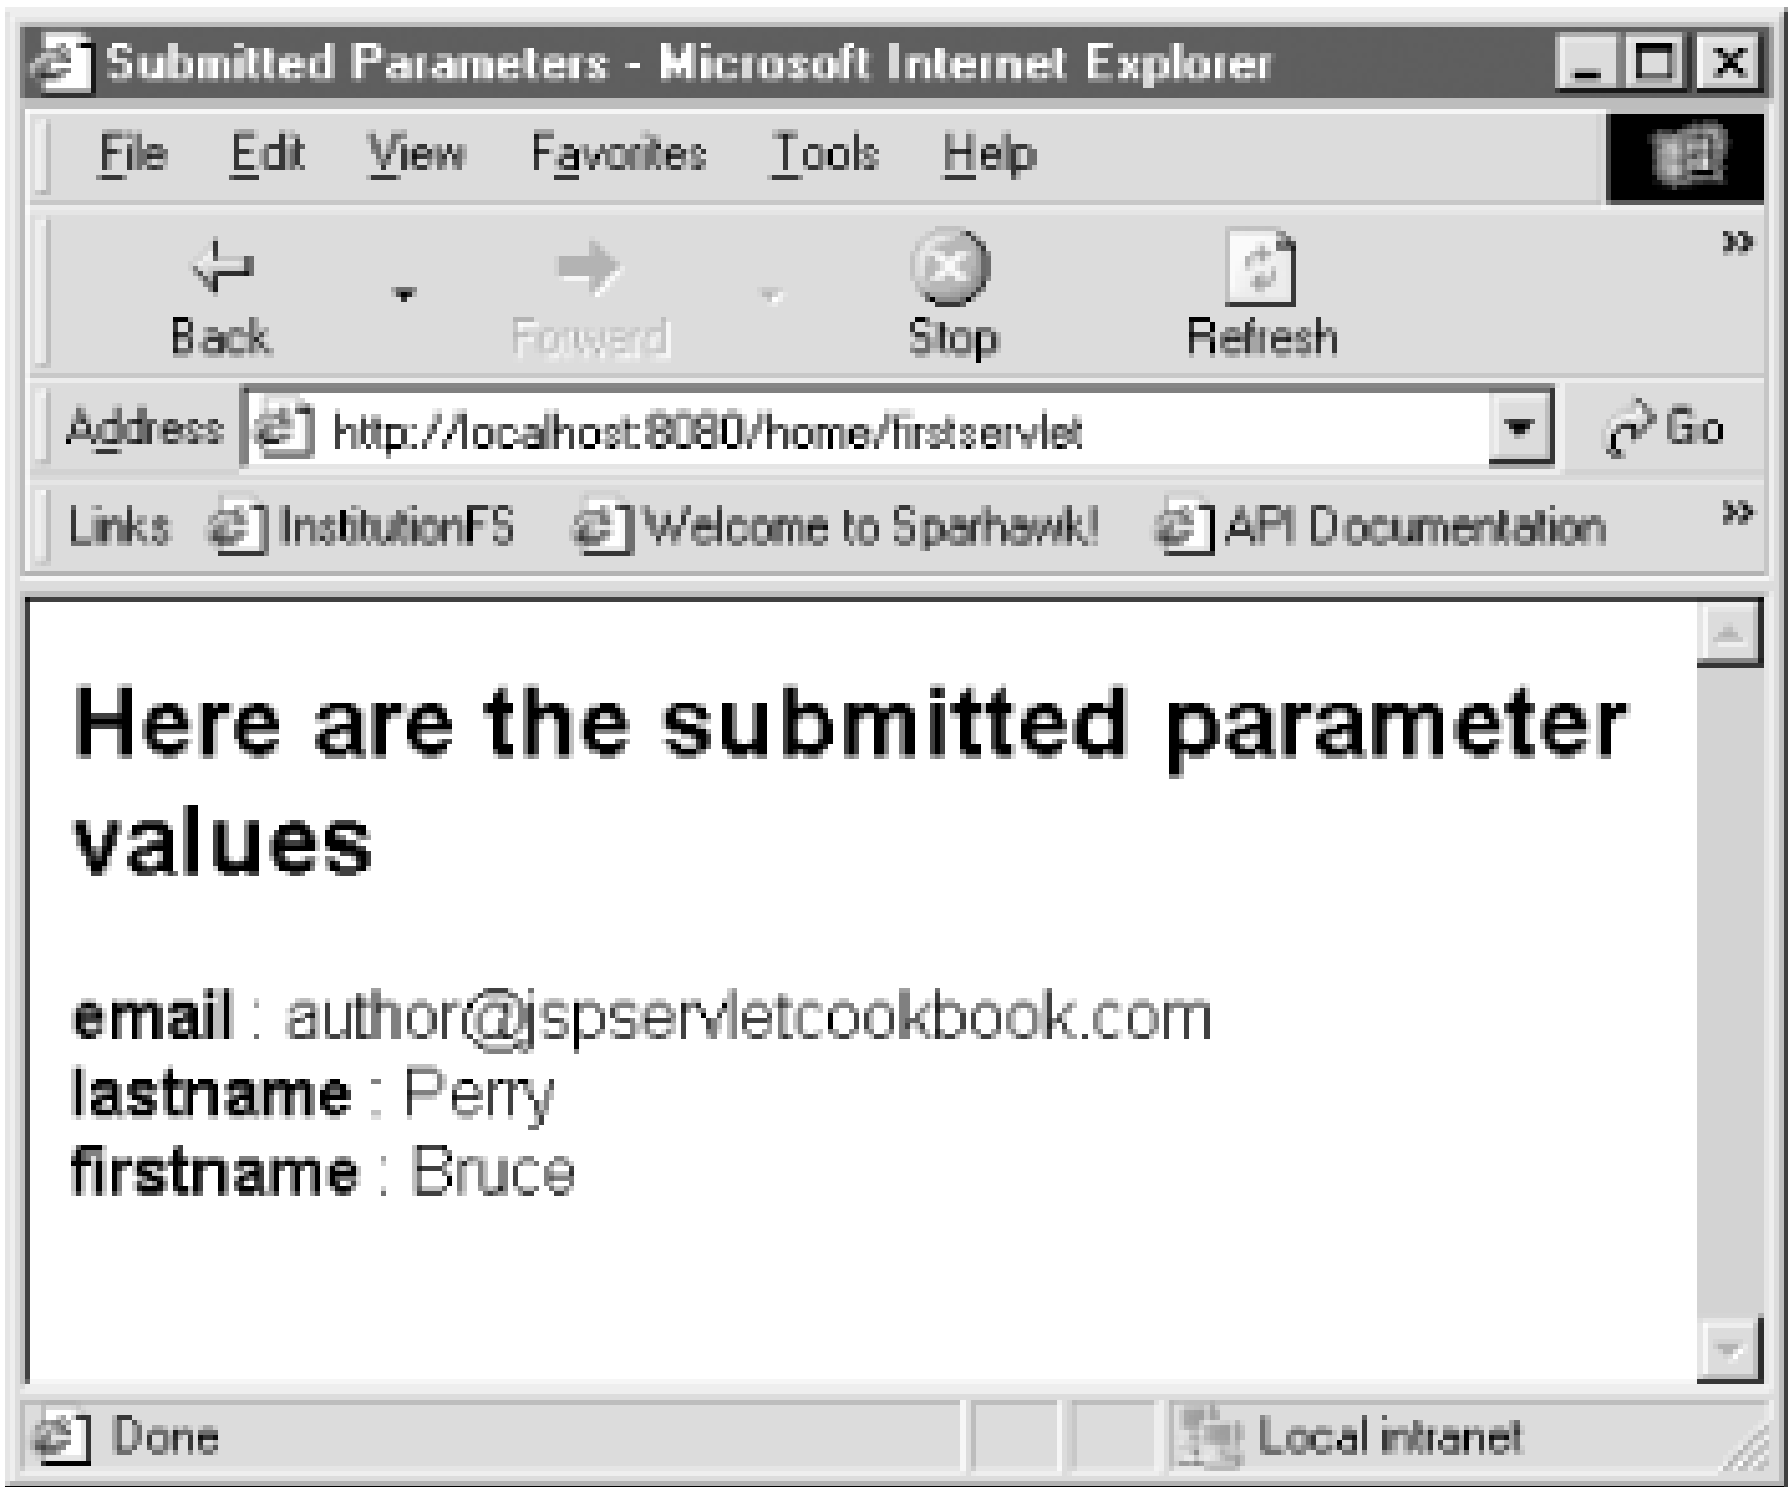 Submitted Parameters - Microsoft Internet Explorer
File Edit View Favorites Tools Help
Back Forward Stop Refresh »
Address http://localhost:8080/home/firstservlet Go
Links InstitutionFS Welcome to Sparhawk! API Documentation »
Here are the submitted parameter
values
email : author@jspservletcookbook.com
lastname : Perry
firstname : Bruce
Done Local intranet